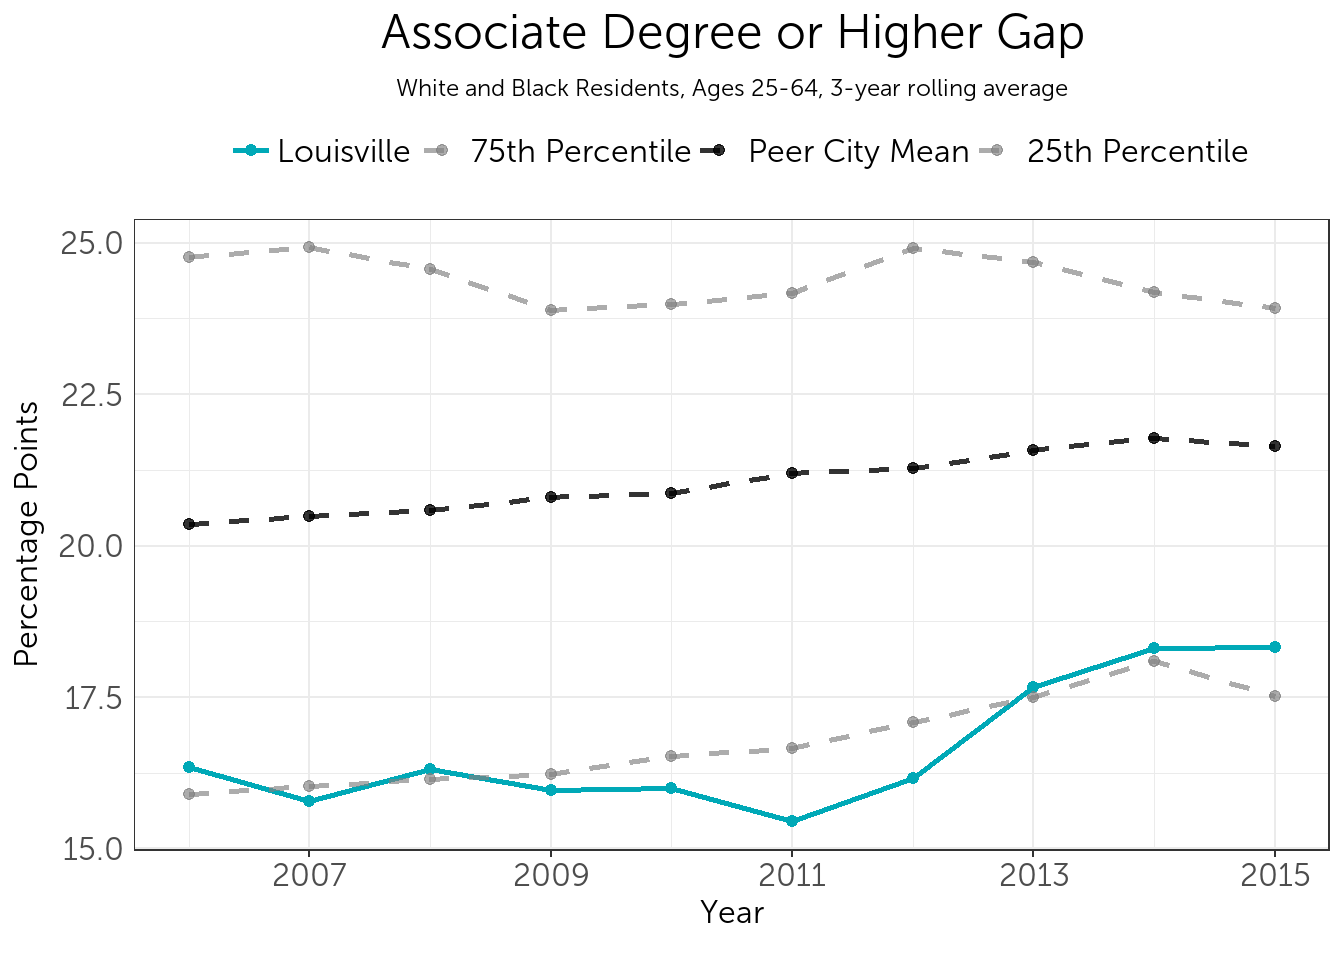 Associate Degree or Higher Gap
White and Black Residents, Ages 25-64, 3-year rolling average
Louisville 75th Percentile Peer City Mean 25th Percentile
Percentage Points
25.0
22.5
20.0
17.5
15.0
2007 2009 2011 2013 2015
Year